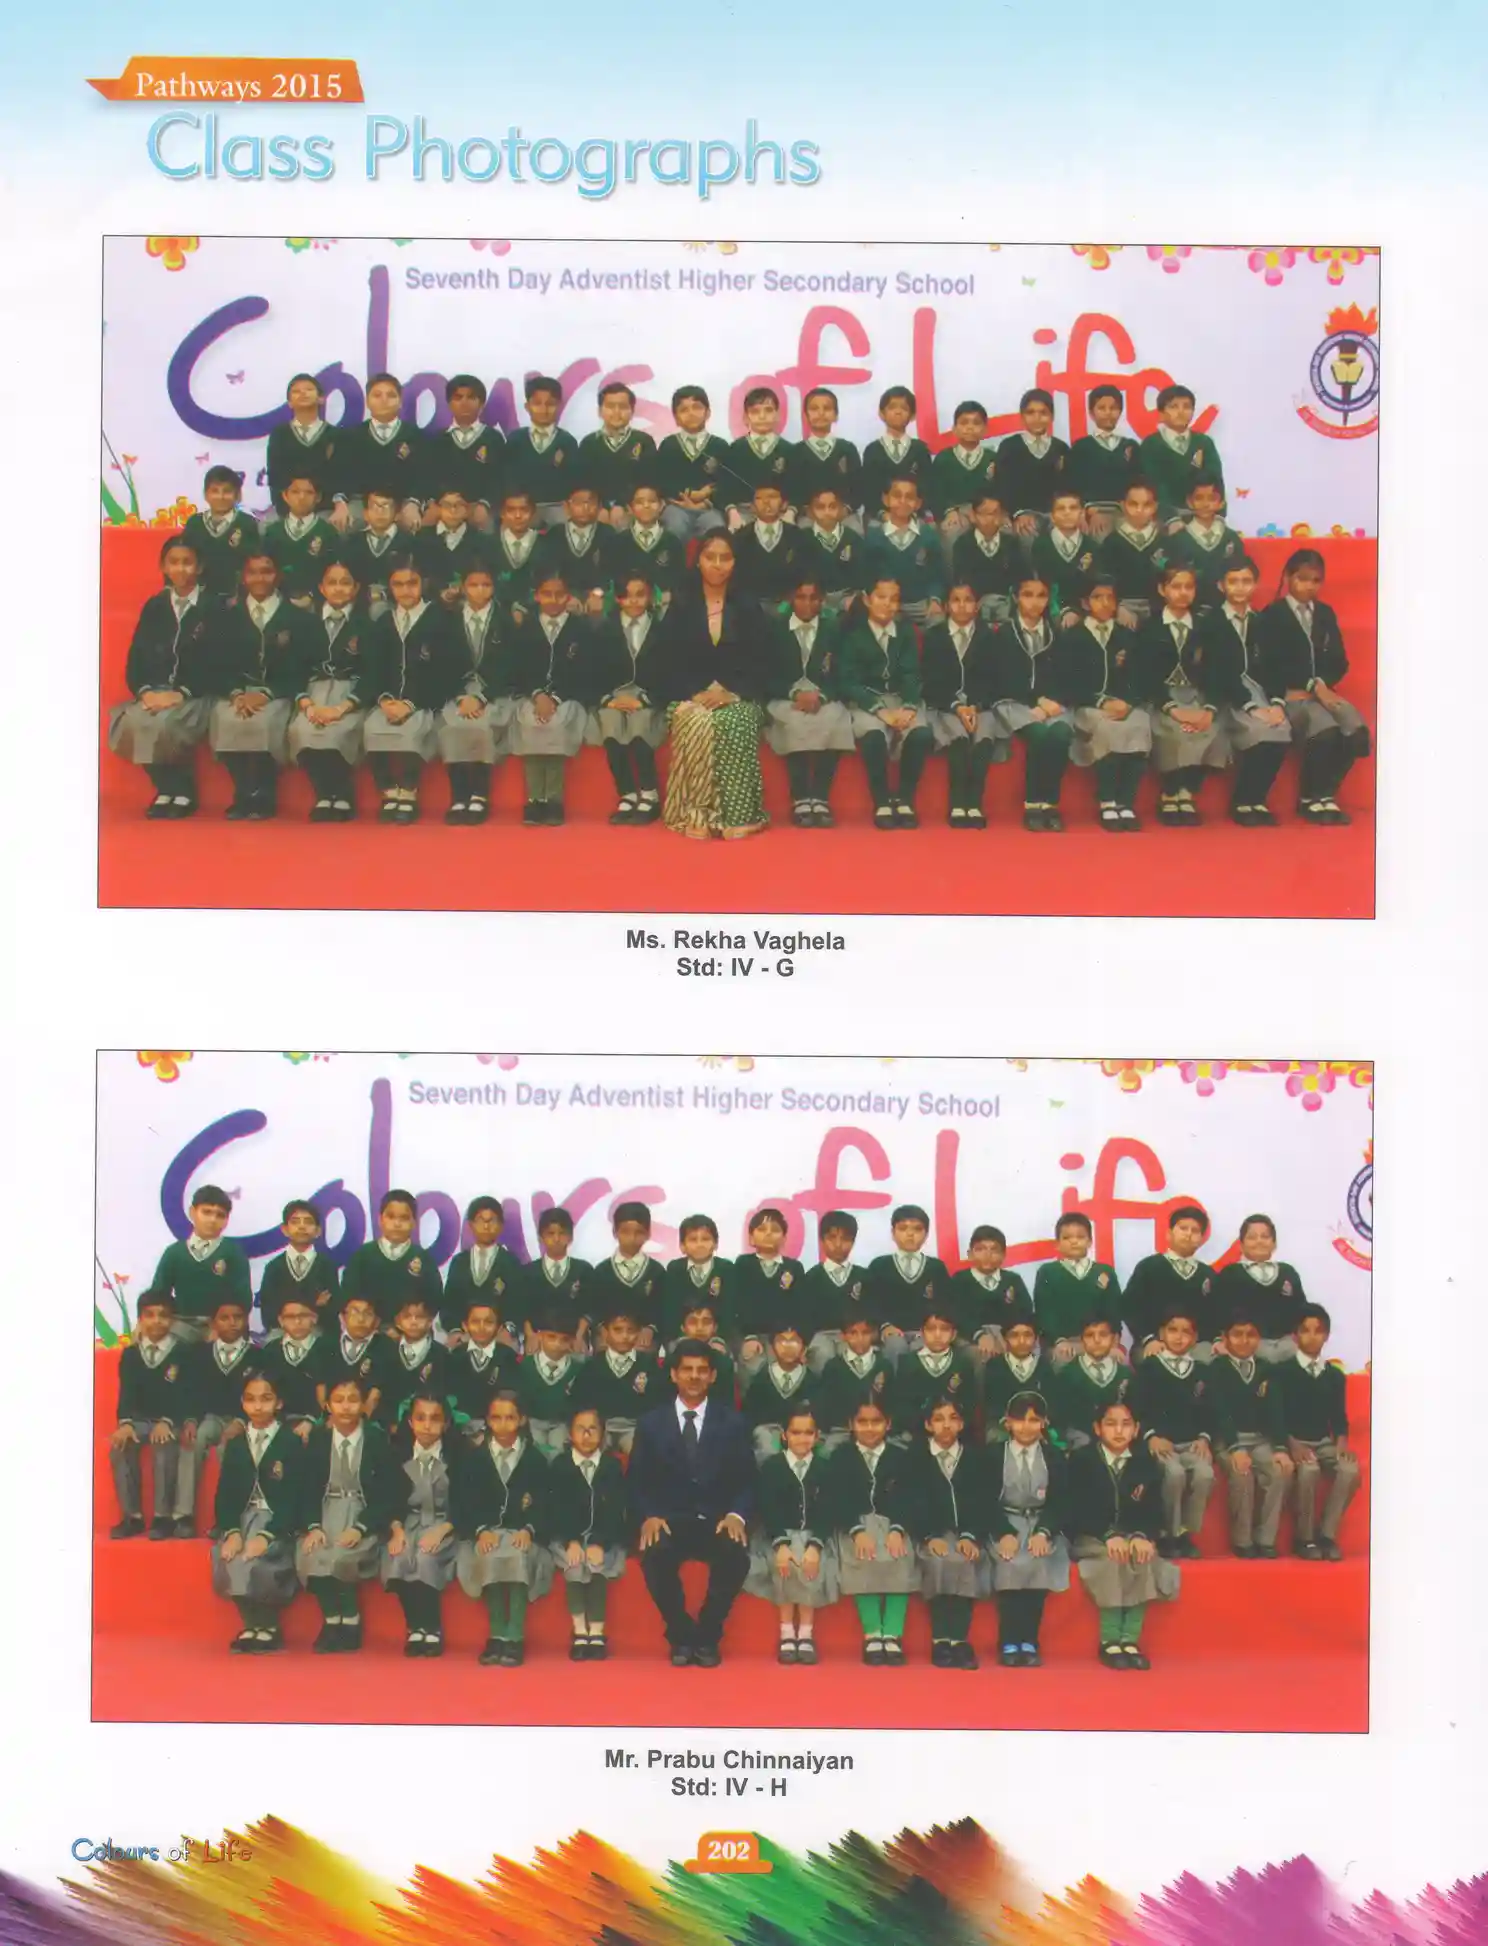 Pathways 2015
Class Photographs
Seventh Day Adventist Higher Secondary School
Colours of Life
Ms. Rekha Vaghela
Std: IV - G
Seventh Day Adventist Higher Secondary School
Colours of Life
Mr. Prabu Chinnaiyan
Std: IV - H
Colours of Life
202